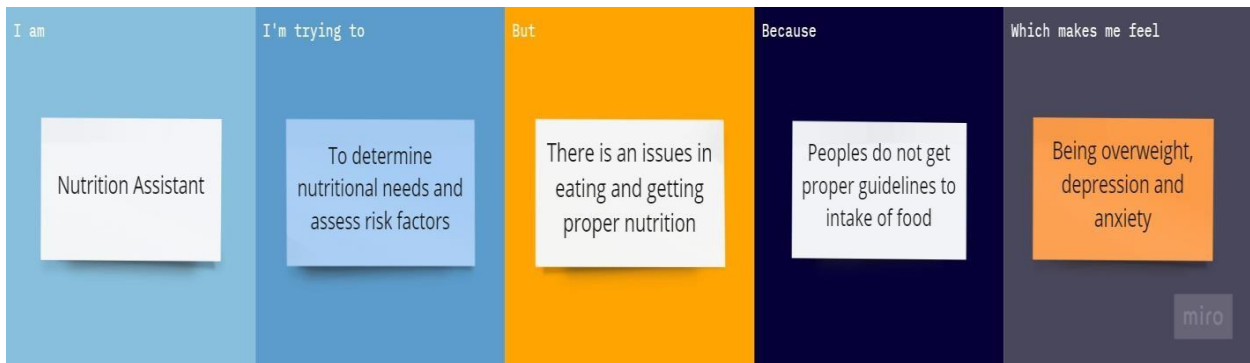 I am
Nutrition Assistant
I'm trying to
To determine
nutritional needs and
assess risk factors
But
There is an issues in
eating and getting
proper nutrition
Because
Peoples do not get
proper guidelines to
intake of food
Which makes me feel
Being overweight,
depression and
anxiety
miro